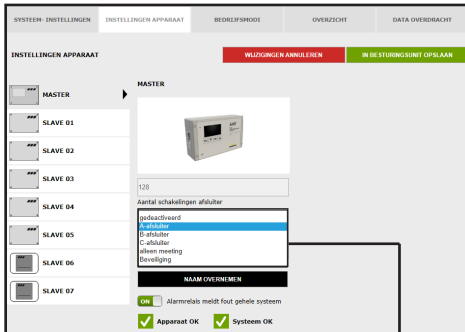 SYSTEEM- INSTELLINGEN
INSTELLINGEN APPARAAT
BEDRIJFSMODI
OVERZICHT
DATA OVERDRACHT
INSTELLINGEN APPARAAT
WIJZIGINGEN ANNULEREN
IN BESTURINGSUNIT OPSLAAN
MASTER
SLAVE 01
SLAVE 02
SLAVE 03
SLAVE 04
SLAVE 05
SLAVE 06
SLAVE 07
MASTER
128
Aantal schakelingen afsluiter
gedeactiveerd
A-afsluiter
B-afsluiter
C-afsluiter
alleen meeting
Beveiliging
NAAM OVERNEMEN
ON
Alarmrelais meldt fout gehele systeem
Apparaat OK
Systeem OK